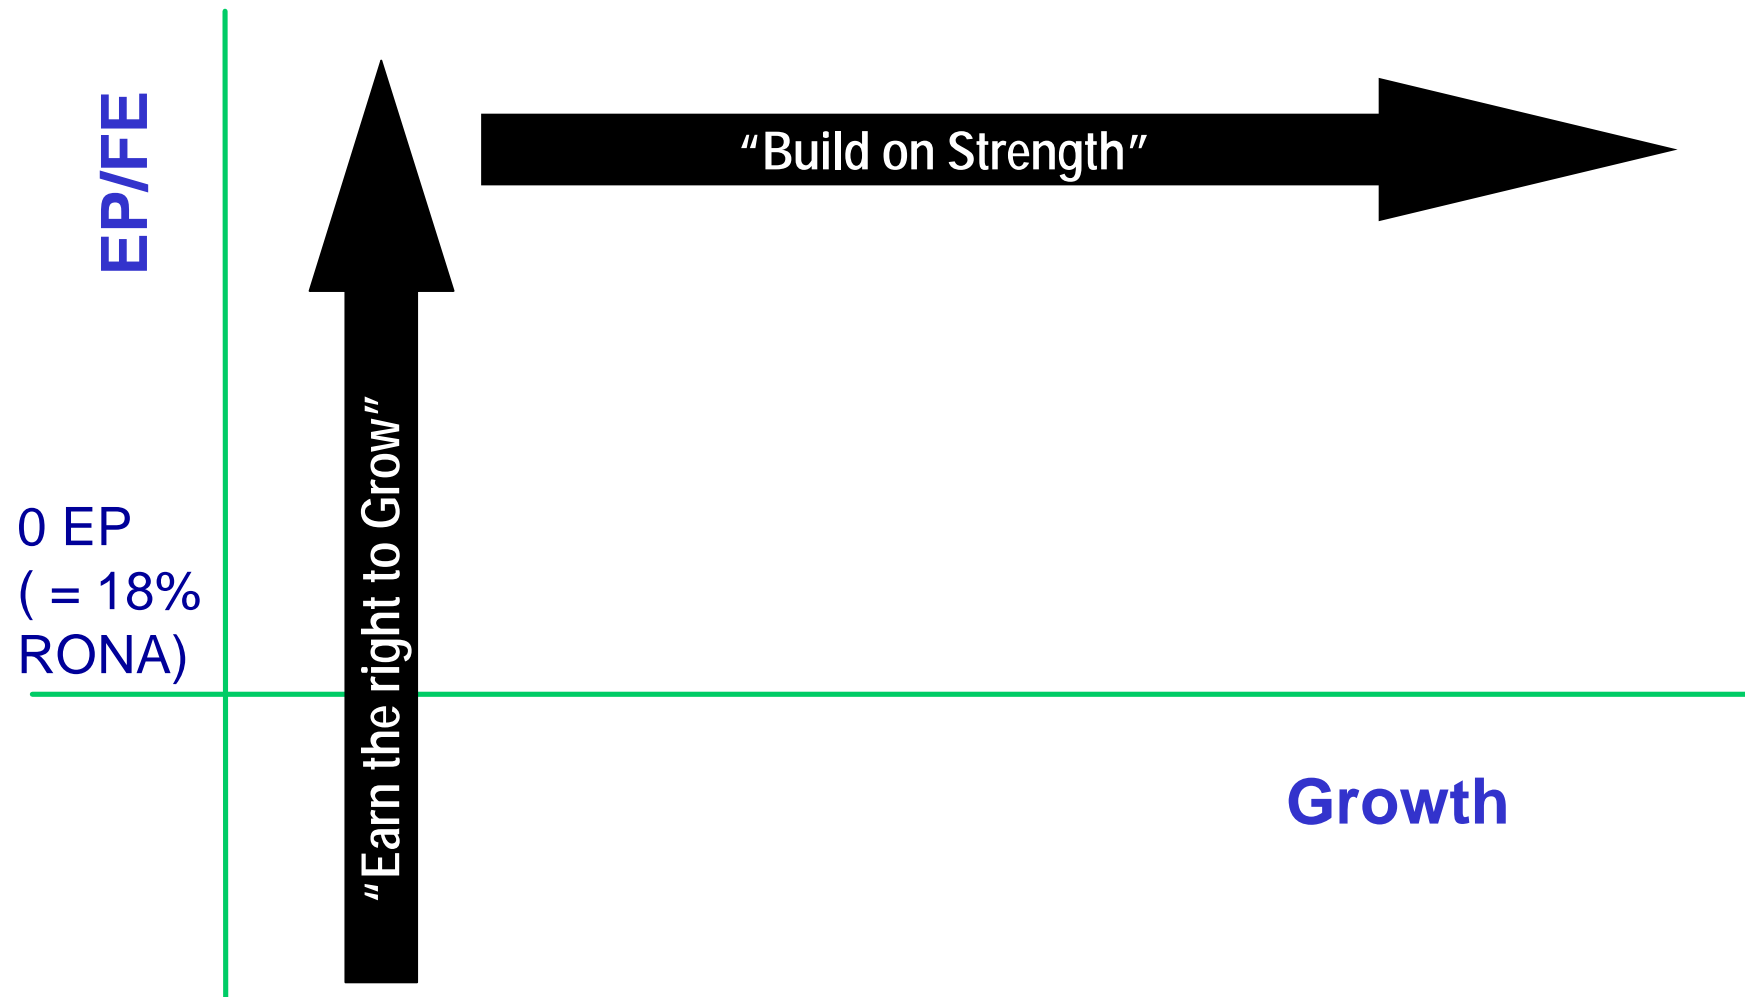 EP/FE
“Build on Strength”
“Earn the right to Grow”
0 EP
( = 18%
RONA)
Growth